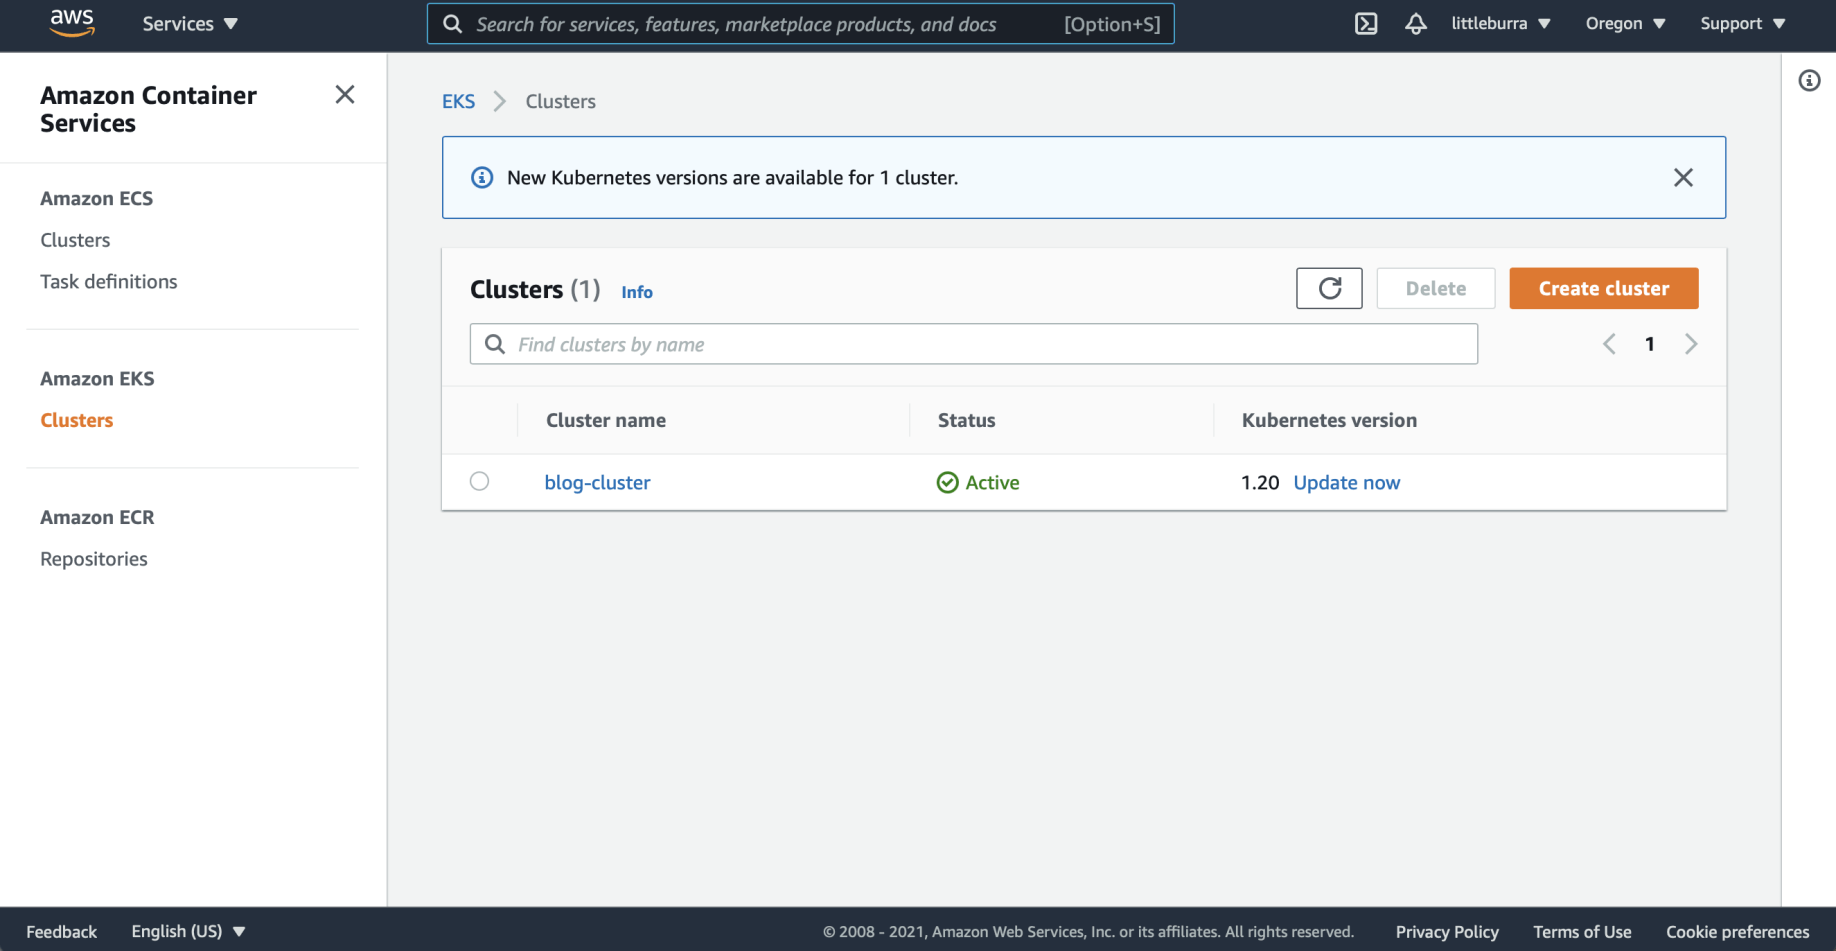 aws
Services
Search for services, features, marketplace products, and docs [Option+S]
littleburra
Oregon
Support
Amazon Container
Services
Amazon ECS
Clusters
Task definitions
Amazon EKS
Clusters
Amazon ECR
Repositories
EKS
Clusters
New Kubernetes versions are available for 1 cluster.
Clusters (1) Info
Delete
Create cluster
Find clusters by name
1
Cluster name Status Kubernetes version
blog-cluster Active 1.20 Update now
Feedback English (US) © 2008 - 2021, Amazon Web Services, Inc. or its affiliates. All rights reserved. Privacy Policy Terms of Use Cookie preferences